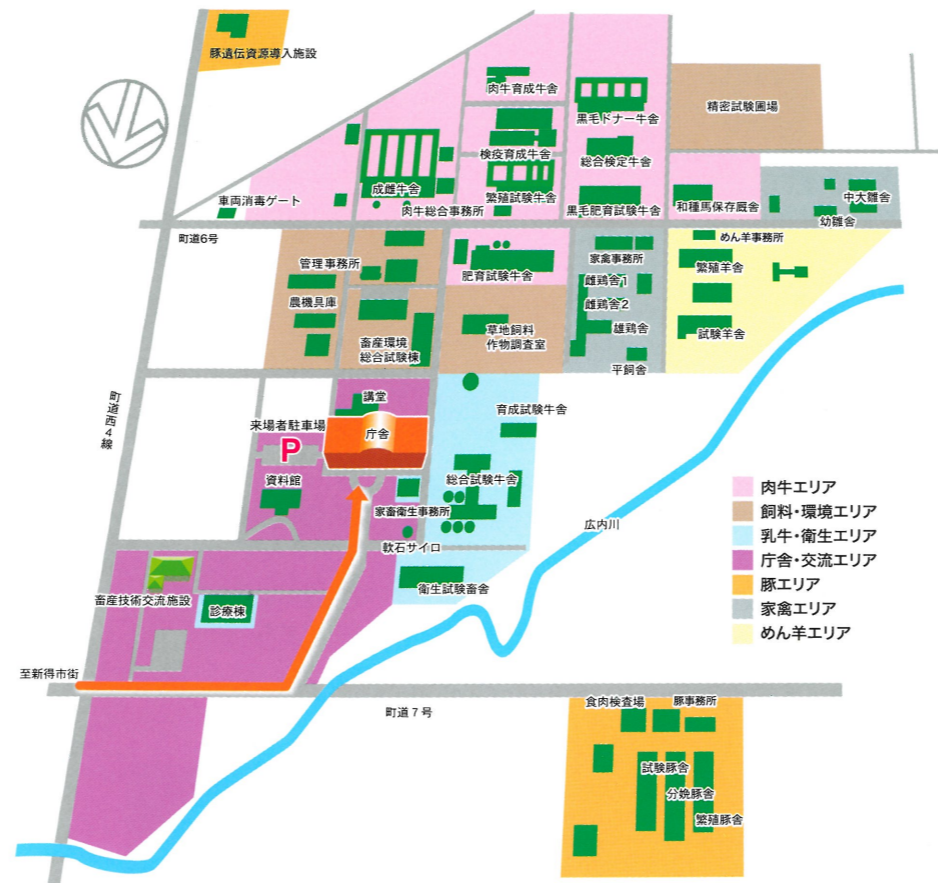 豚遺伝資源導入施設
肉牛育成牛舎
黒毛ドナー牛舎
精密試験圃場
検疫育成牛舎
総合検定牛舎
成雌牛舎
繁殖試験牛舎
車両消毒ゲート
肉牛総合事務所
黒毛肥育試験牛舎
和種馬保存厩舎
中大雛舎
幼雛舎
町道6号
管理事務所
家禽事務所
めん羊事務所
肥育試験牛舎
繁殖羊舎
農機具庫
雌鶏舎1
雌鶏舎2
草地飼料
作物調査室
雄鶏舎
試験羊舎
畜産環境
総合試験棟
平飼舎
町道西4線
講堂
来場者駐車場
P
庁舎
育成試験牛舎
資料館
総合試験牛舎
家畜衛生事務所
広内川
軟石サイロ
衛生試験畜舎
畜産技術交流施設
診療棟
肉牛エリア
飼料・環境エリア
乳牛・衛生エリア
庁舎・交流エリア
豚エリア
家禽エリア
めん羊エリア
至新得市街
町道7号
食肉検査場
豚事務所
試験豚舎
分娩豚舎
繁殖豚舎